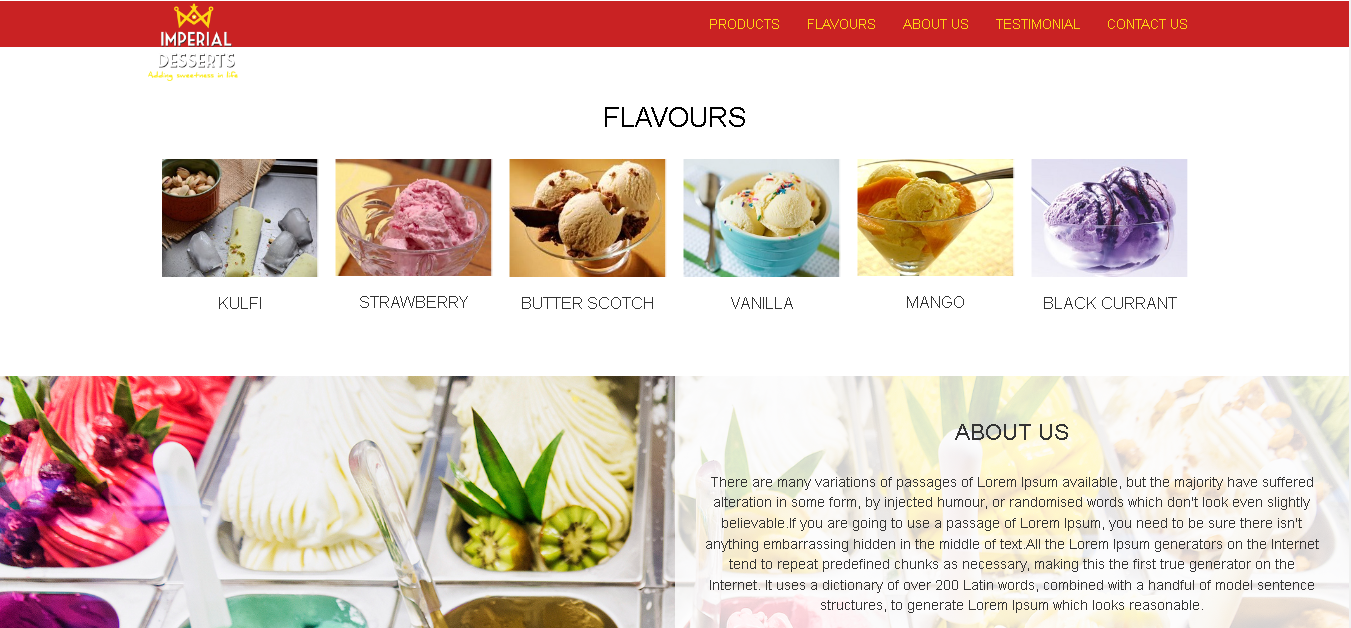 IMPERIAL
DESSERTS
Adding sweetness in life
PRODUCTS FLAVOURS ABOUT US TESTIMONIAL CONTACT US
FLAVOURS
KULFI STRAWBERRY BUTTER SCOTCH VANILLA MANGO BLACK CURRANT
ABOUT US
There are many variations of passages of Lorem Ipsum available, but the majority have suffered
alteration in some form, by injected humour, or randomised words which don't look even slightly
believable.If you are going to use a passage of Lorem Ipsum, you need to be sure there isn't
anything embarrassing hidden in the middle of text.All the Lorem Ipsum generators on the Internet
tend to repeat predefined chunks as necessary, making this the first true generator on the
Internet. It uses a dictionary of over 200 Latin words, combined with a handful of model sentence
structures, to generate Lorem Ipsum which looks reasonable.